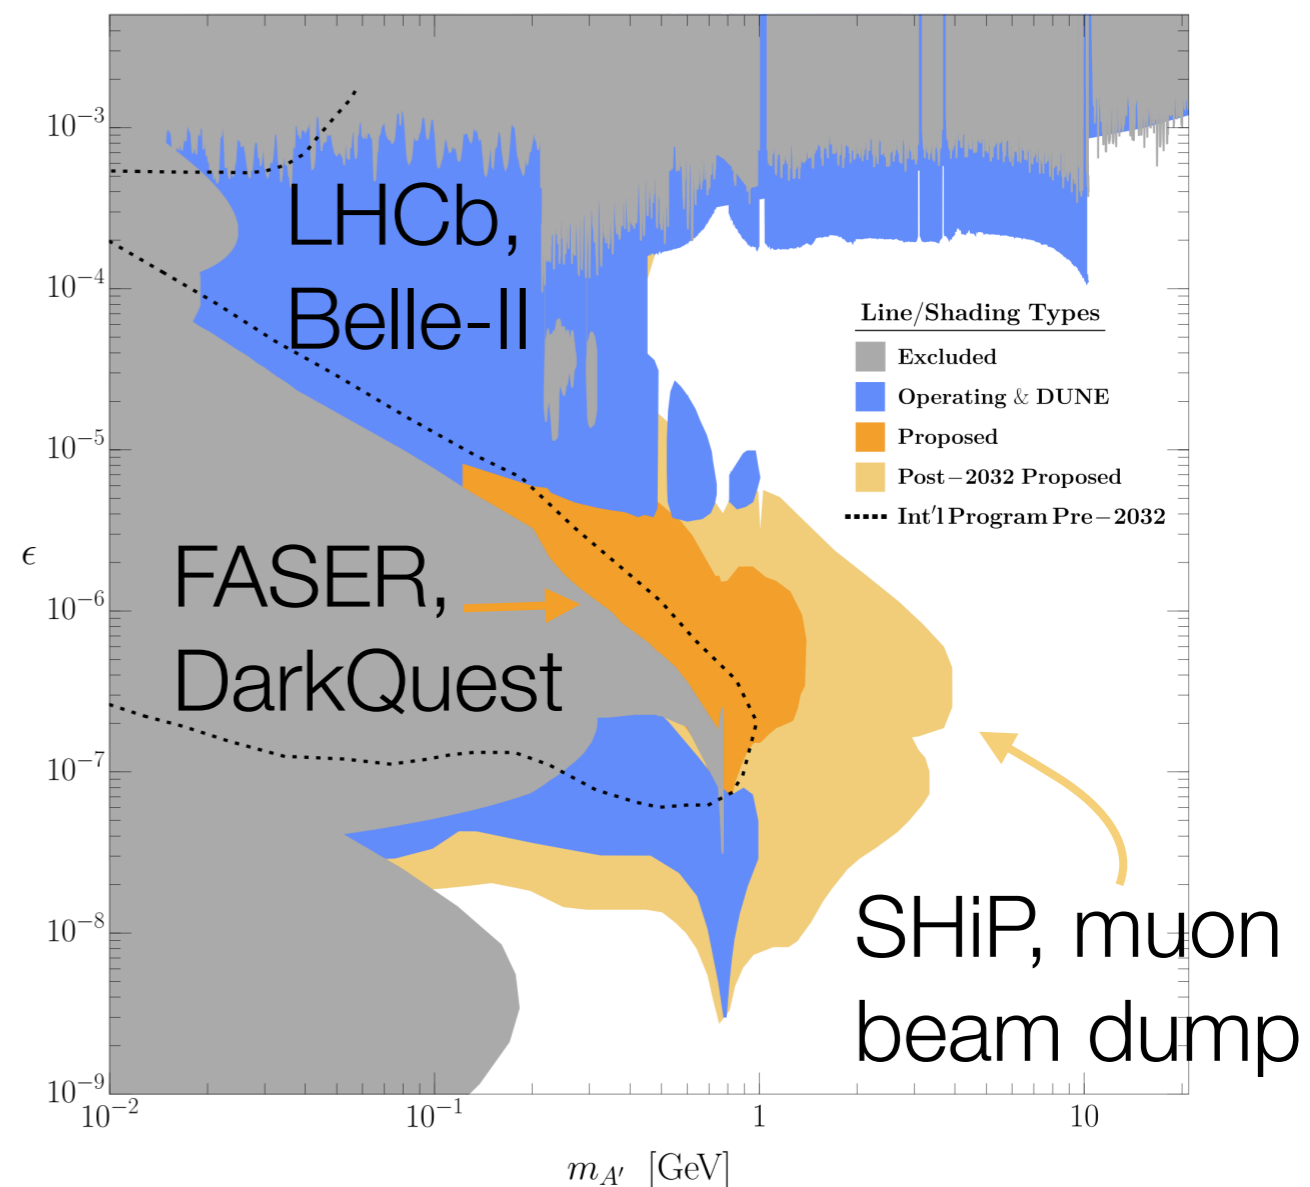 10⁻³
LHCb,
Belle-II
10⁻⁴
Line/Shading Types
Excluded
Operating & DUNE
Proposed
Post−2032 Proposed
Int'l Program Pre−2032
10⁻⁵
ϵ
FASER,
DarkQuest
10⁻⁶
10⁻⁷
10⁻⁸
SHiP, muon
beam dump
10⁻⁹
10⁻² 10⁻¹ 1 10
m_A′ [GeV]